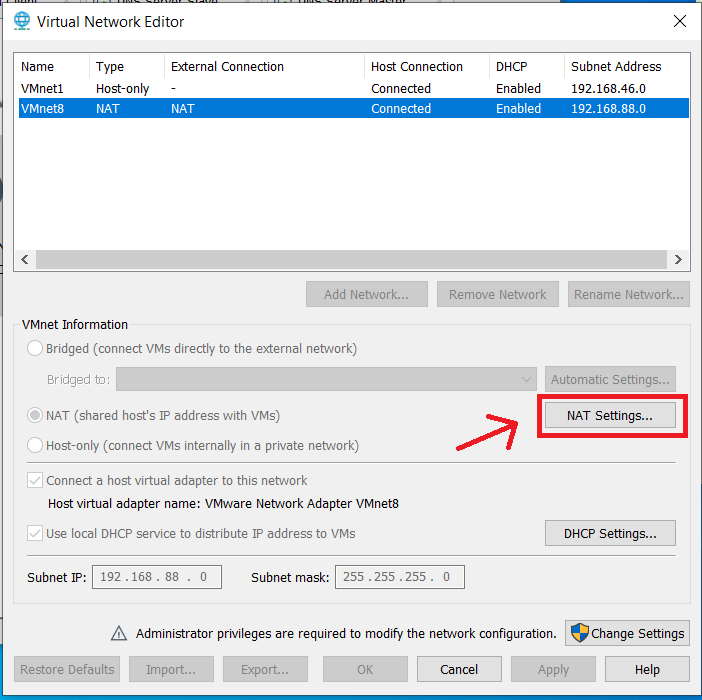 Virtual Network Editor
Name Type External Connection Host Connection DHCP Subnet Address
VMnet1 Host-only - Connected Enabled 192.168.46.0
VMnet8 NAT NAT Connected Enabled 192.168.88.0
Add Network... Remove Network Rename Network...
VMnet Information
Bridged (connect VMs directly to the external network)
Bridged to: Automatic Settings...
NAT (shared host's IP address with VMs) NAT Settings...
Host-only (connect VMs internally in a private network)
Connect a host virtual adapter to this network
Host virtual adapter name: VMware Network Adapter VMnet8
Use local DHCP service to distribute IP address to VMs DHCP Settings...
Subnet IP: 192.168.88.0 Subnet mask: 255.255.255.0
Administrator privileges are required to modify the network configuration. Change Settings
Restore Defaults Import... Export... OK Cancel Apply Help